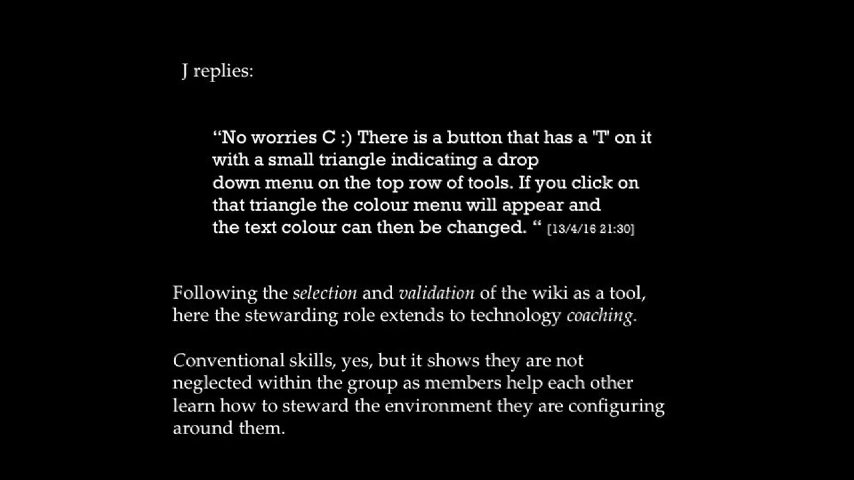 J replies:
“No worries C :) There is a button that has a 'T' on it
with a small triangle indicating a drop
down menu on the top row of tools. If you click on
that triangle the colour menu will appear and
the text colour can then be changed. “ [13/4/16 21:30]
Following the selection and validation of the wiki as a tool,
here the stewarding role extends to technology coaching.
Conventional skills, yes, but it shows they are not
neglected within the group as members help each other
learn how to steward the environment they are configuring
around them.